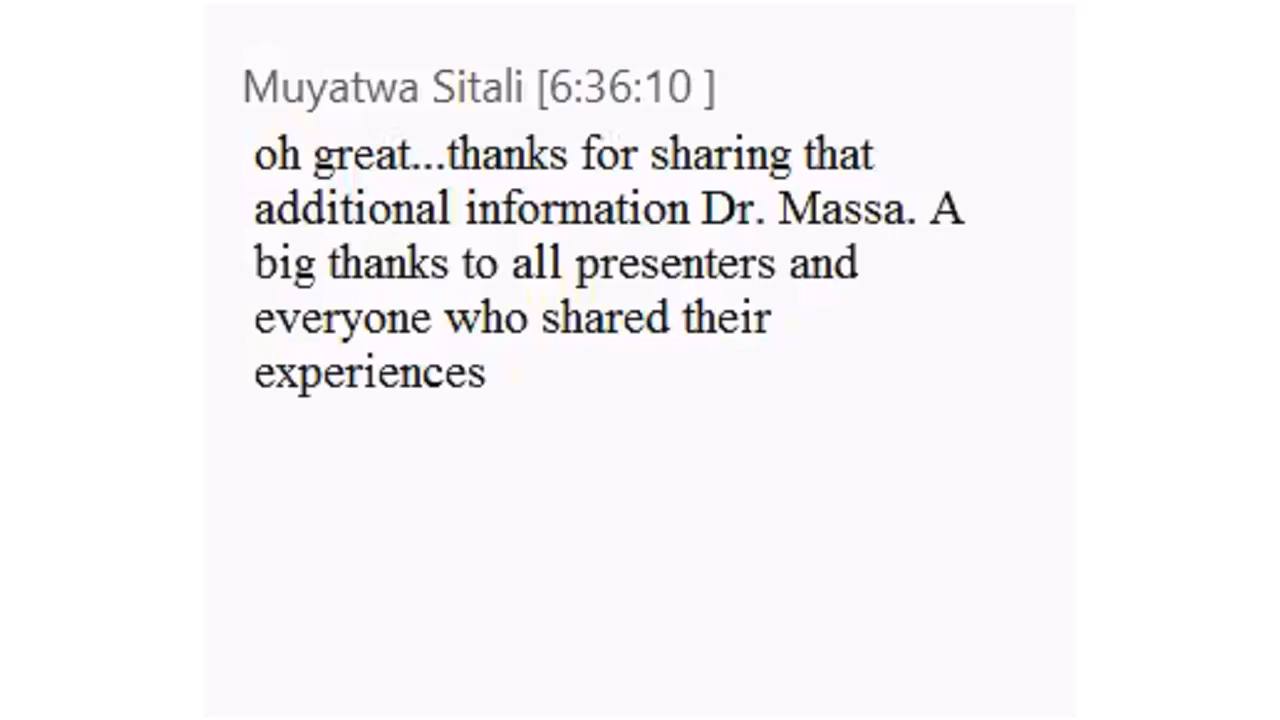 Muyatwa Sitali [6:36:10 ]
oh great...thanks for sharing that
additional information Dr. Massa. A
big thanks to all presenters and
everyone who shared their
experiences